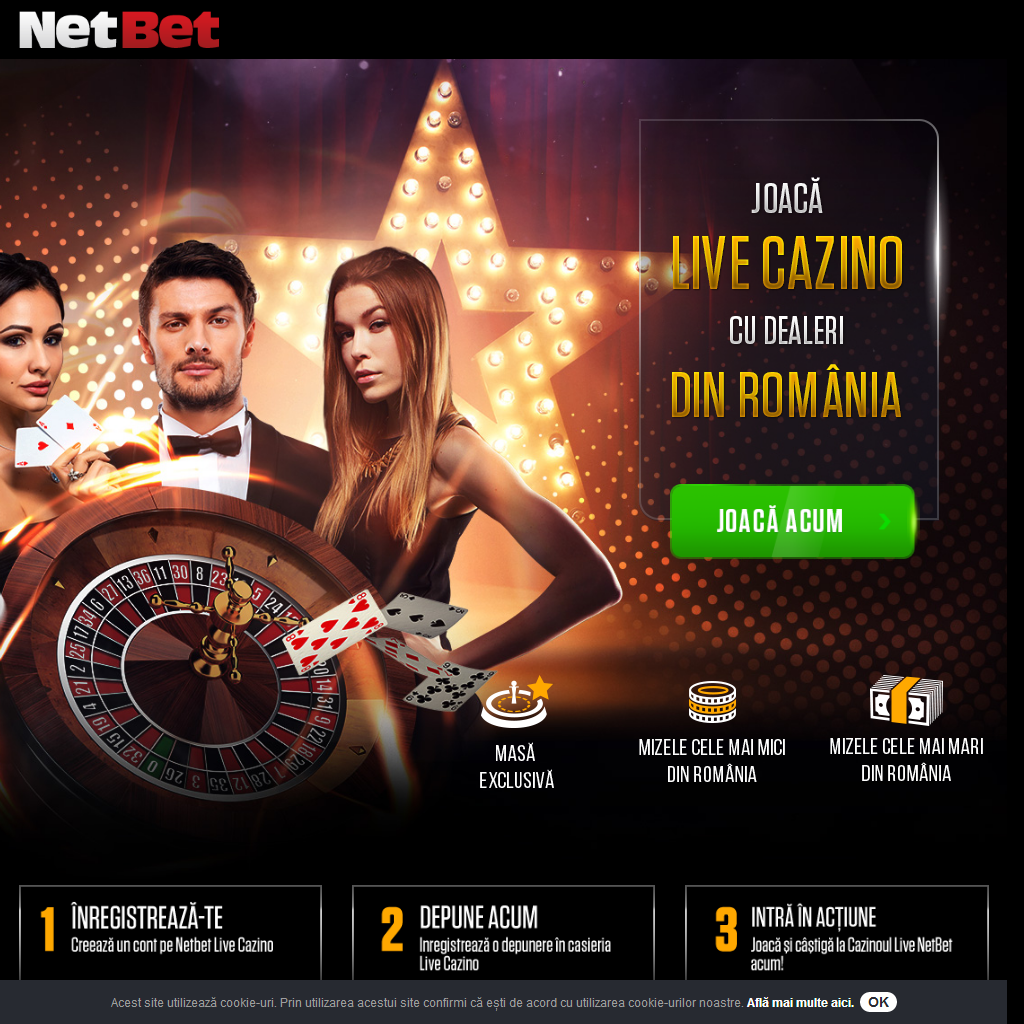 NetBet
JOACĂ
LIVE CAZINO
CU DEALERI
DIN ROMÂNIA
JOACĂ ACUM
MASĂ
EXCLUSIVĂ
MIZELE CELE MAI MICI
DIN ROMÂNIA
MIZELE CELE MAI MARI
DIN ROMÂNIA
1 ÎNREGISTREAZĂ-TE
Creează un cont pe Netbet Live Cazino
2 DEPUNE ACUM
Inregistrează o depunere în casieria
Live Cazino
3 INTRĂ ÎN ACȚIUNE
Joacă și câștigă la Cazinoul Live NetBet
acum!
Acest site utilizează cookie-uri. Prin utilizarea acestui site confirmi că ești de acord cu utilizarea cookie-urilor noastre. Află mai multe aici. OK